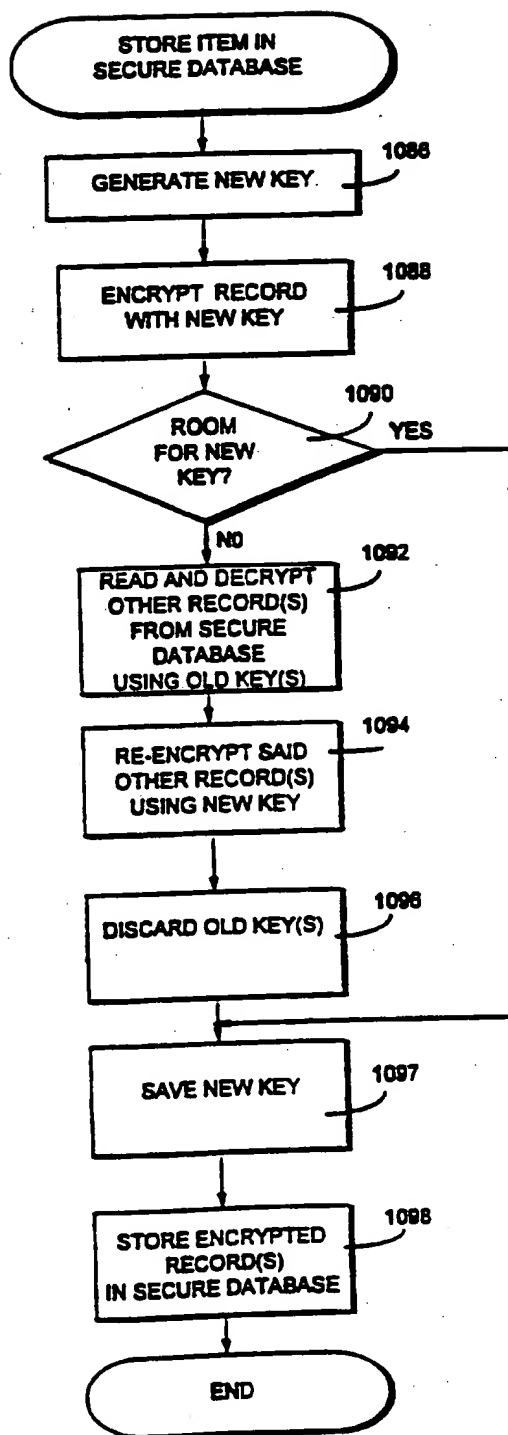 STORE ITEM IN
SECURE DATABASE
1086
GENERATE NEW KEY
1088
ENCRYPT RECORD
WITH NEW KEY
1090
ROOM
FOR NEW
KEY?
YES
NO
1092
READ AND DECRYPT
OTHER RECORD(S)
FROM SECURE
DATABASE
USING OLD KEY(S)
1094
RE-ENCRYPT SAID
OTHER RECORD(S)
USING NEW KEY
1096
DISCARD OLD KEY(S)
1097
SAVE NEW KEY
1098
STORE ENCRYPTED
RECORD(S)
IN SECURE DATABASE
END